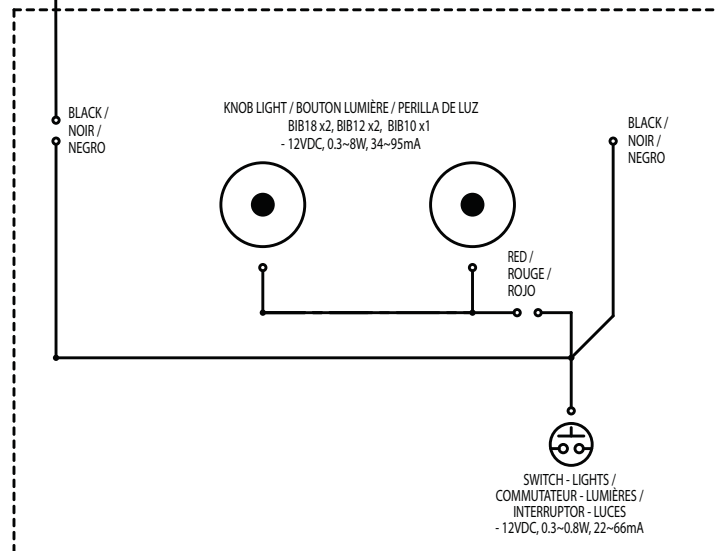 BLACK /
NOIR /
NEGRO
KNOB LIGHT / BOUTON LUMIÈRE / PERILLA DE LUZ
BIB18 x2, BIB12 x2, BIB10 x1
- 12VDC, 0.3~8W, 34~95mA
BLACK /
NOIR /
NEGRO
RED /
ROUGE /
ROJO
SWITCH - LIGHTS /
COMMUTATEUR - LUMIÈRES /
INTERRUPTOR - LUCES
- 12VDC, 0.3~0.8W, 22~66mA